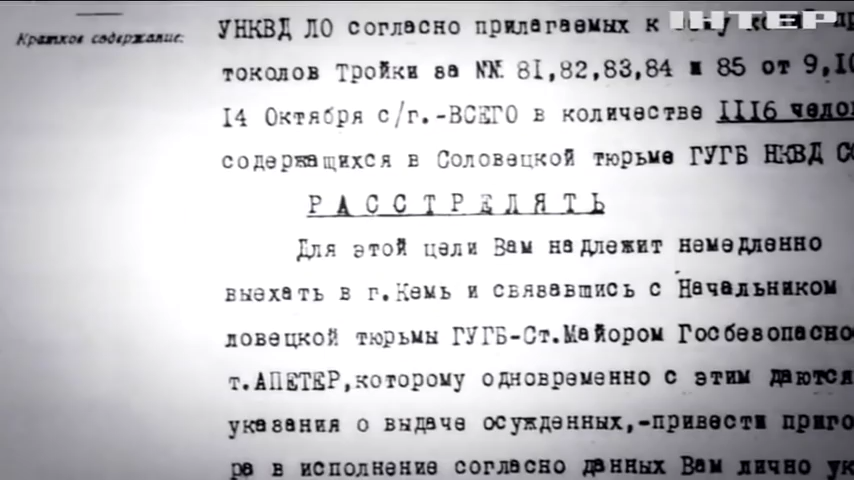 ІНТЕР
Краткое содержание:
УНКВД ЛО согласно прилагаемых к
токолов Тройки за №№ 81,82,83,84 и 85 от 9,10
14 Октября с/г.-ВСЕГО в количестве 1116
содержащихся в Соловецкой тюрьме ГУГБ НКВД
РАССТРЕЛЯТЬ
Для этой цели Вам надлежит немедленно
выехать в г.Кемь и связавшись с Начальником
ловецкой тюрьмы ГУГБ-Ст.Майором
т.АПЕТЕР,которому одновременно с этим даются
указания о выдаче осужденных,-привести
ра в исполнение согласно данных Вам лично